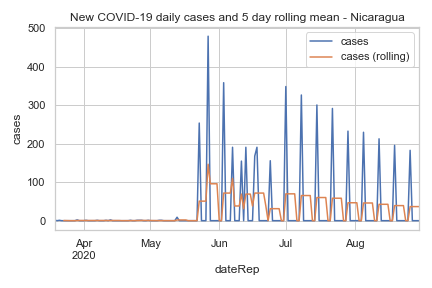 New COVID-19 daily cases and 5 day rolling mean - Nicaragua
cases
cases (rolling)
500
400
300
200
100
0
cases
Apr
2020
May
Jun
Jul
Aug
dateRep